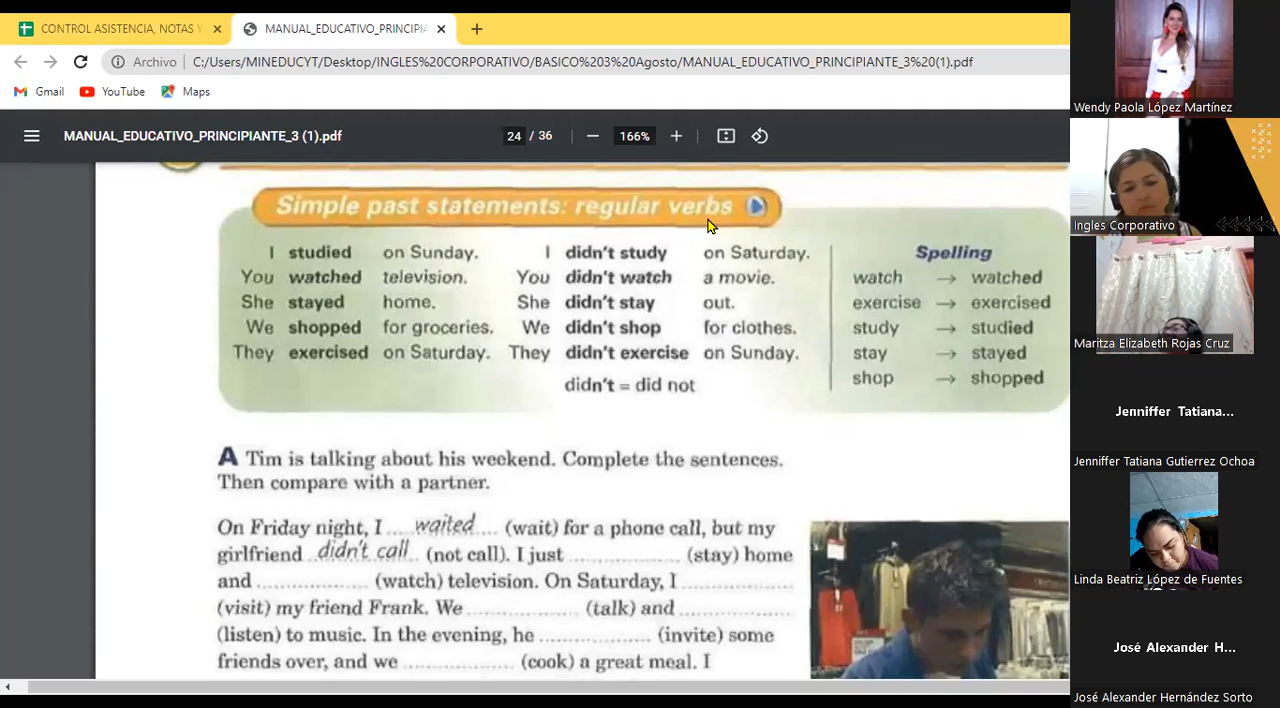 CONTROL ASISTENCIA, NOTAS Y
MANUAL_EDUCATIVO_PRINCIPIA
Archivo | C:/Users/MINEDUCYT/Desktop/INGLES%20CORPORATIVO/BASICO%203%20Agosto/MANUAL_EDUCATIVO_PRINCIPIANTE_3%20(1).pdf
Gmail YouTube Maps
MANUAL_EDUCATIVO_PRINCIPIANTE_3 (1).pdf 24 / 36 166%
Simple past statements: regular verbs
I studied on Sunday. I didn't study on Saturday.
You watched television. You didn't watch a movie.
She stayed home. She didn't stay out.
We shopped for groceries. We didn't shop for clothes.
They exercised on Saturday. They didn't exercise on Sunday.
didn't = did not
Spelling
watch → watched
exercise → exercised
study → studied
stay → stayed
shop → shopped
A Tim is talking about his weekend. Complete the sentences.
Then compare with a partner.
On Friday night, I waited (wait) for a phone call, but my
girlfriend didn't call (not call). I just .............. (stay) home
and .............. (watch) television. On Saturday, I ..............
(visit) my friend Frank. We .............. (talk) and ..............
(listen) to music. In the evening, he .............. (invite) some
friends over, and we .............. (cook) a great meal. I
Wendy Paola López Martínez
Ingles Corporativo
Maritza Elizabeth Rojas Cruz
Jenniffer Tatiana...
Jenniffer Tatiana Gutierrez Ochoa
Linda Beatriz López de Fuentes
José Alexander H...
José Alexander Hernández Sorto